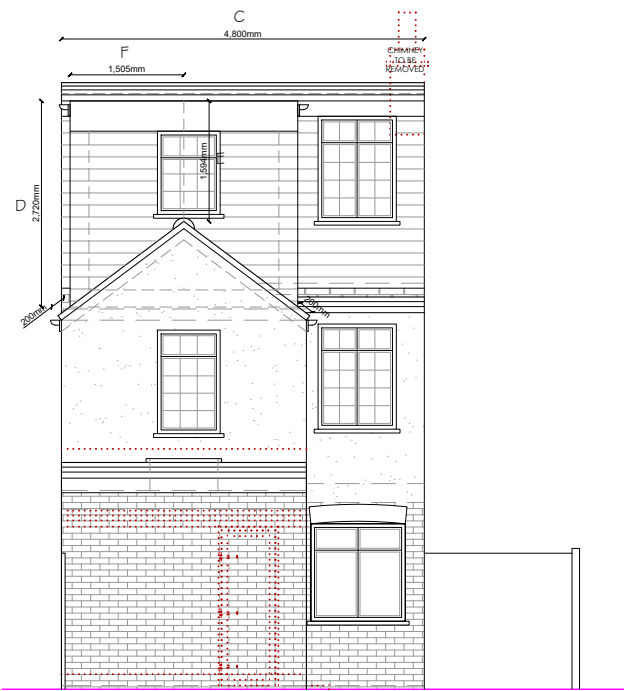 C
4,800mm
F
1,505mm
CHIMNEY
TO BE
REMOVED
E
1,594mm
D
2,720mm
200mm
200mm